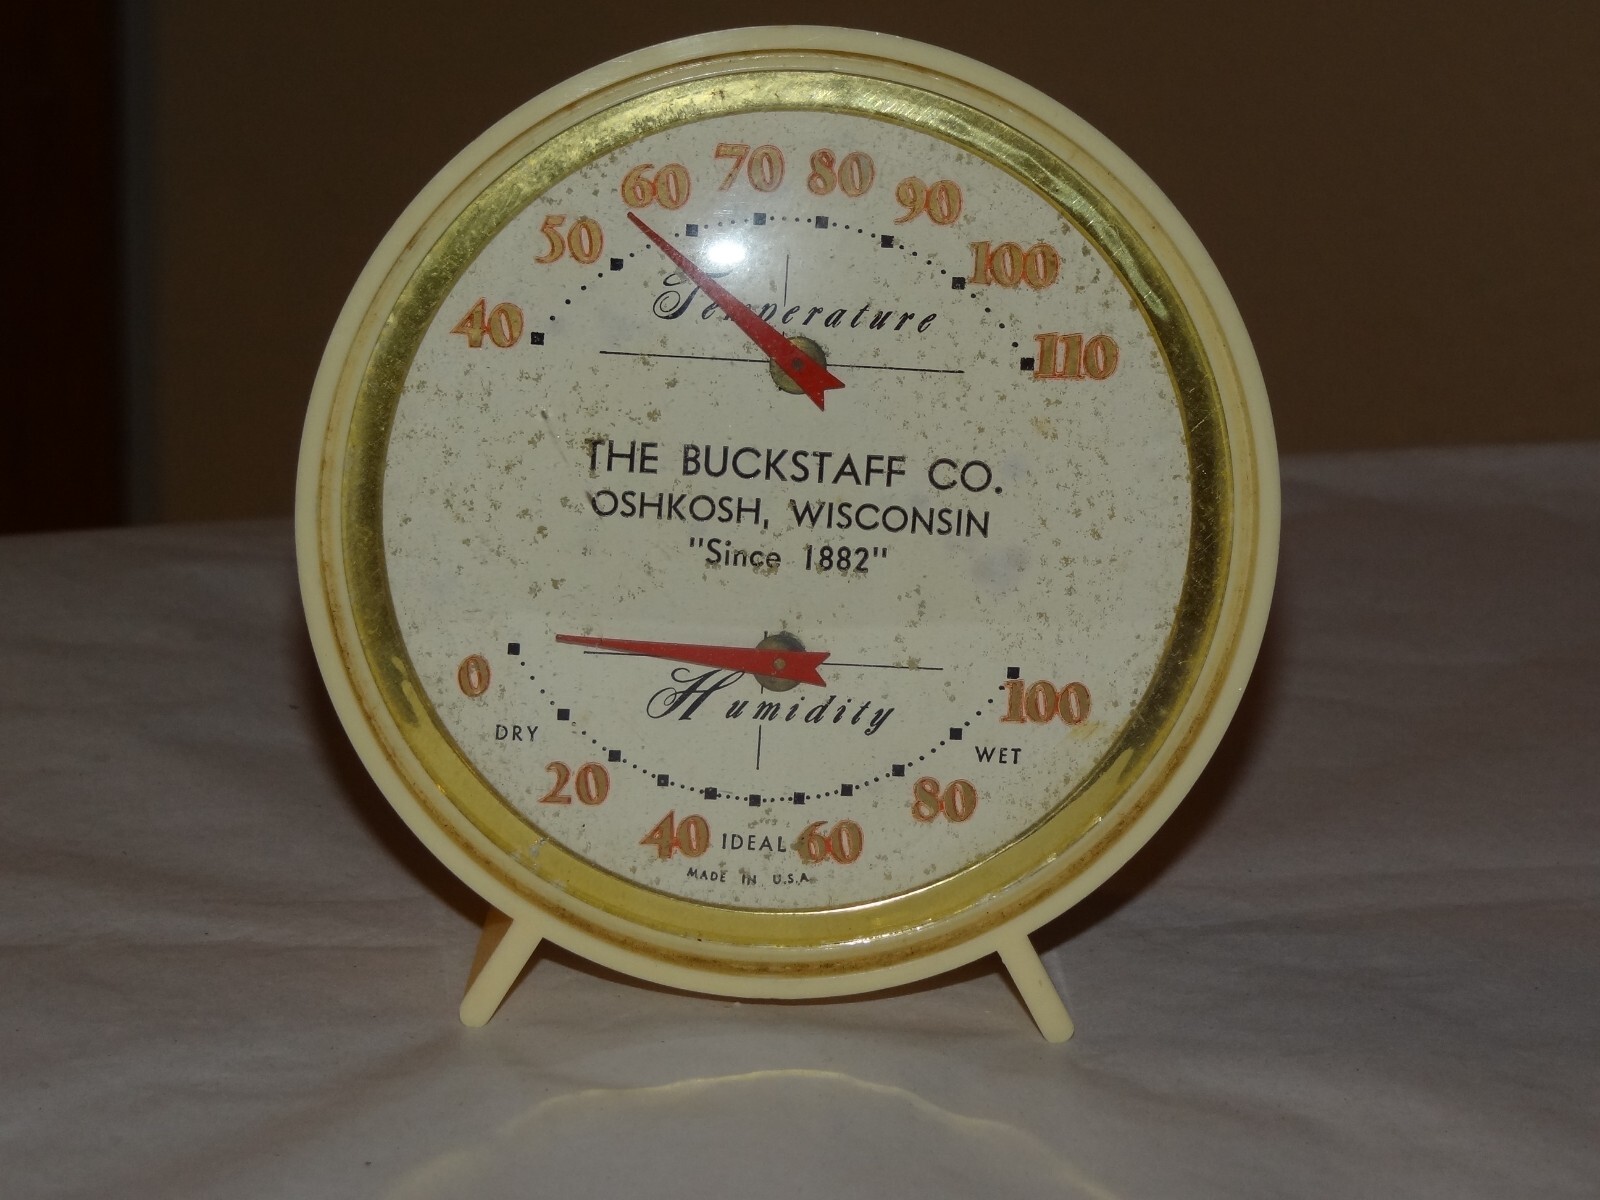 50 60 70 80 90
40 100
110
Temperature
THE BUCKSTAFF CO.
OSHKOSH, WISCONSIN
"Since 1882"
0 100
Humidity
DRY WET
20 80
40 IDEAL 60
MADE IN U.S.A